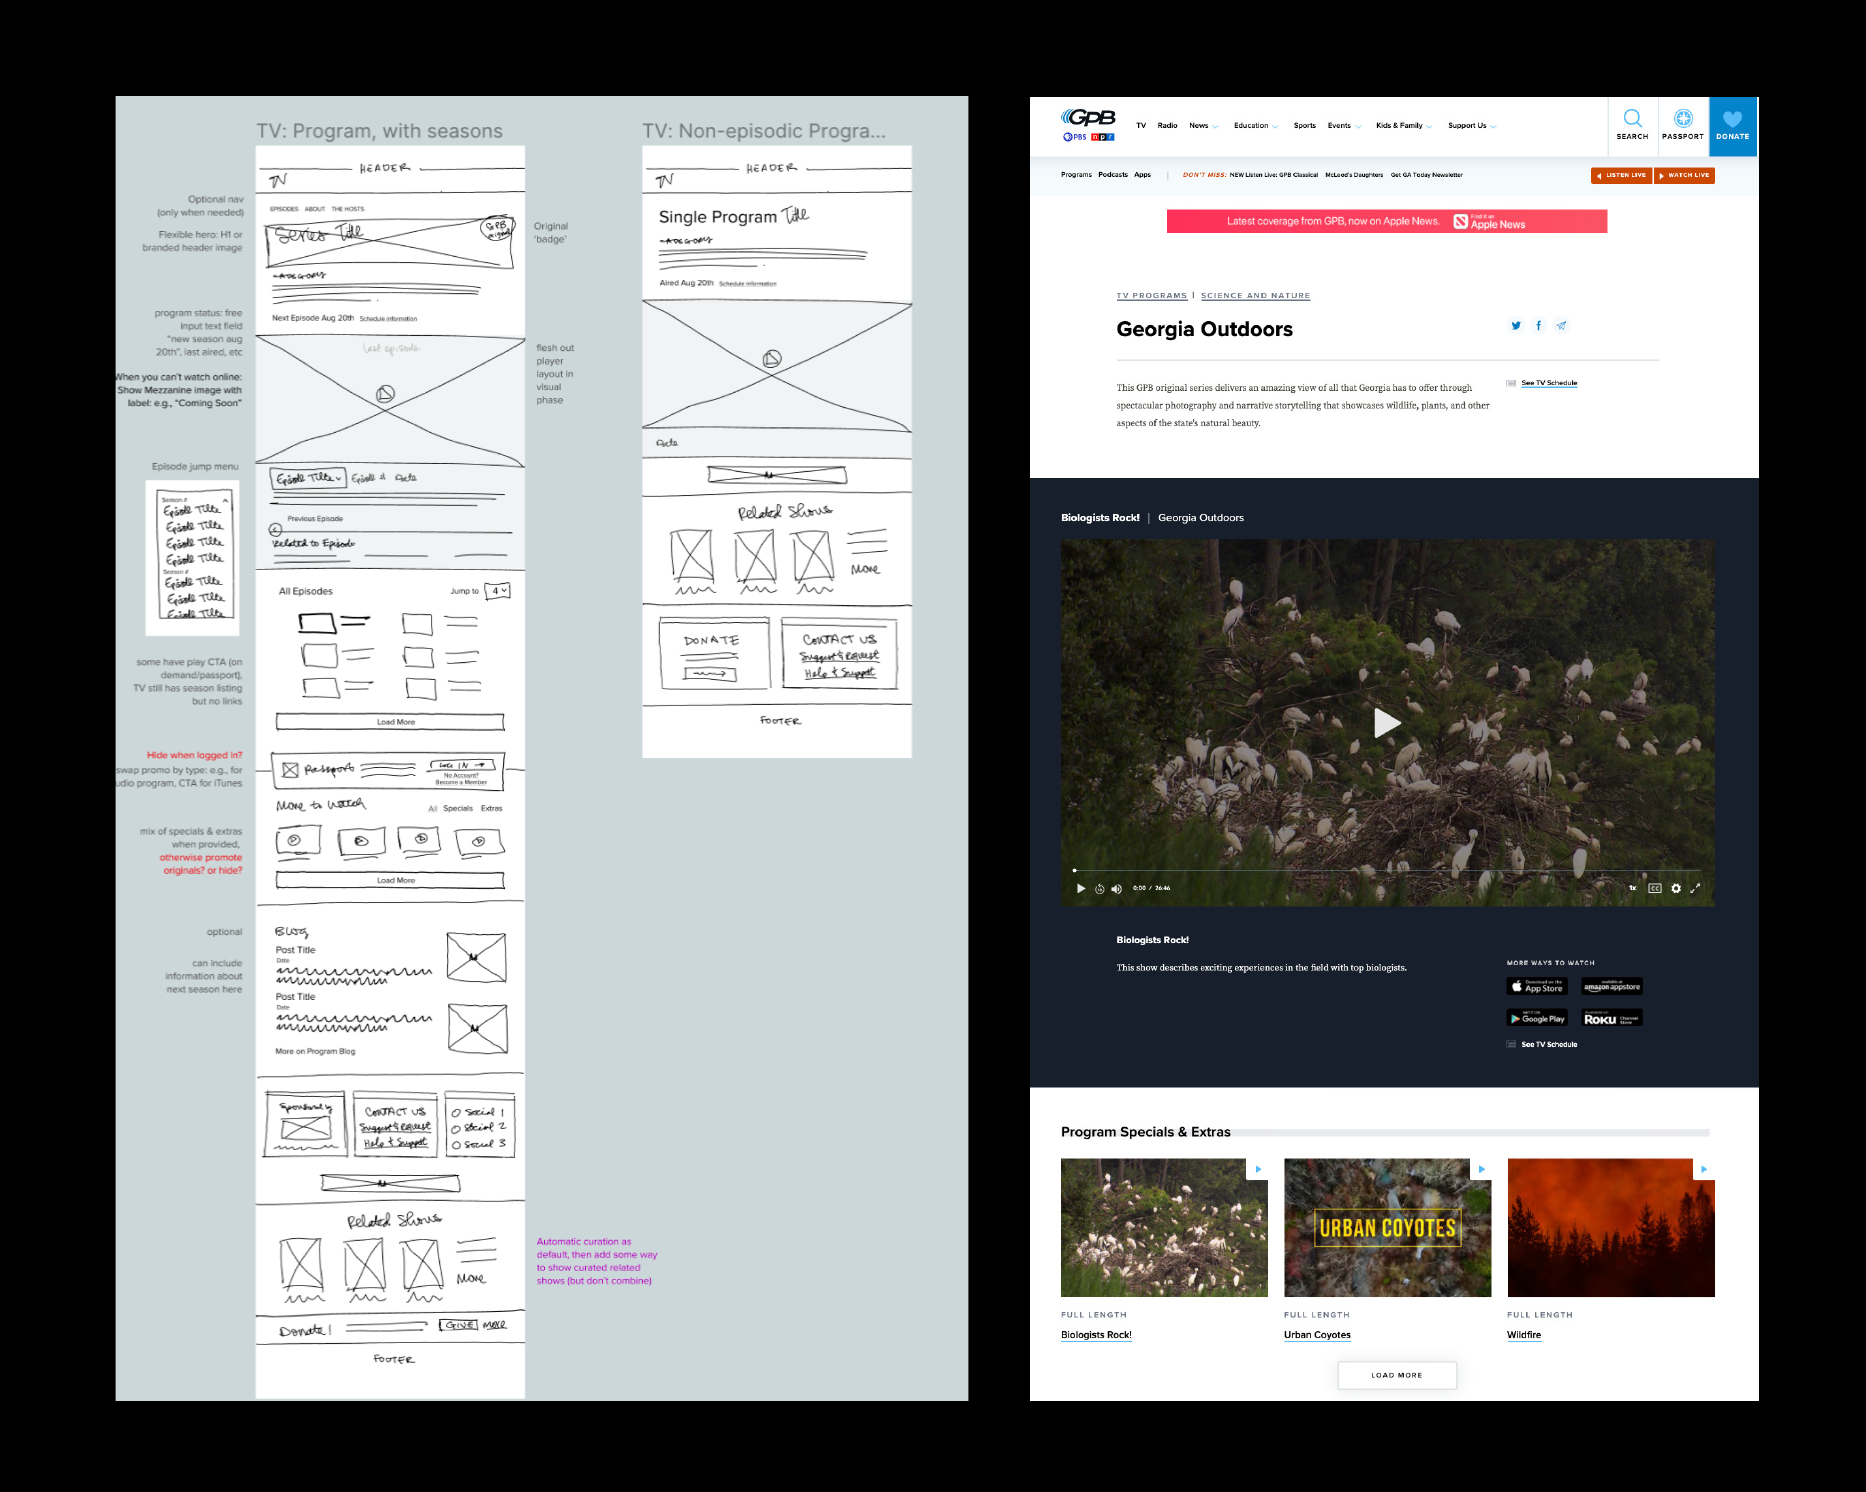 TV: Program, with seasons
HEADER
TV
EPISODES ABOUT THE HOSTS
Series Title
GPB
Original
Optional nav
(only when needed)
Flexible hero: H1 or
branded header image
Original
'badge'
Next Episode Aug 20th Schedule information
program status: free
input text field
"new season aug
20th", last aired, etc
When you can't watch online:
Show Mezzanine image with
label: e.g., "Coming Soon"
last episode
flesh out
player
layout in
visual
phase
Episode Title Episode # Date
Previous Episode
Related to Episode
Episode jump menu
Season #
Episode Title
Episode Title
Episode Title
Episode Title
Season #
Episode Title
Episode Title
Episode Title
All Episodes
Jump to 4
some have play CTA (on
demand/passport),
TV still has season listing
but no links
Load More
Hide when logged in?
swap promo by type: e.g., for
udio program, CTA for iTunes
Passport
LOG IN →
No Account?
Become a Member
More to Watch
All Specials Extras
mix of specials & extras
when provided,
otherwise promote
originals? or hide?
Load More
optional
can include
information about
next season here
BLOG
Post Title
Date
Post Title
Date
More on Program Blog
CONTACT US
Suggest & Request
Help & Support
Social 1
Social 2
Social 3
Related Shows
More
Automatic curation as
default, then add some way
to show curated related
shows (but don't combine)
Donate!
GIVE MORE
FOOTER
TV: Non-episodic Progra...
HEADER
TV
Single Program Title
Aired Aug 20th Schedule information
Date
Related Shows
More
DONATE
CONTACT US
Suggest & Request
Help & Support
FOOTER
GPB
PBS npr
TV Radio News Education Sports Events Kids & Family Support Us
SEARCH PASSPORT DONATE
Programs Podcasts Apps | DON'T MISS: NEW Listen Live: GPB Classical McLeod's Daughters Get GA Today Newsletter
LISTEN LIVE WATCH LIVE
Latest coverage from GPB, now on Apple News.
Find it on
Apple News
TV PROGRAMS | SCIENCE AND NATURE
Georgia Outdoors
This GPB original series delivers an amazing view of all that Georgia has to offer through
spectacular photography and narrative storytelling that showcases wildlife, plants, and other
aspects of the state's natural beauty.
See TV Schedule
Biologists Rock! | Georgia Outdoors
0:00 / 26:46
1x CC
Biologists Rock!
This show describes exciting experiences in the field with top biologists.
MORE WAYS TO WATCH
Download on the
App Store
available at
amazon appstore
GET IT ON
Google Play
Roku Channel
Store
See TV Schedule
Program Specials & Extras
URBAN COYOTES
FULL LENGTH
Biologists Rock!
FULL LENGTH
Urban Coyotes
FULL LENGTH
Wildfire
LOAD MORE